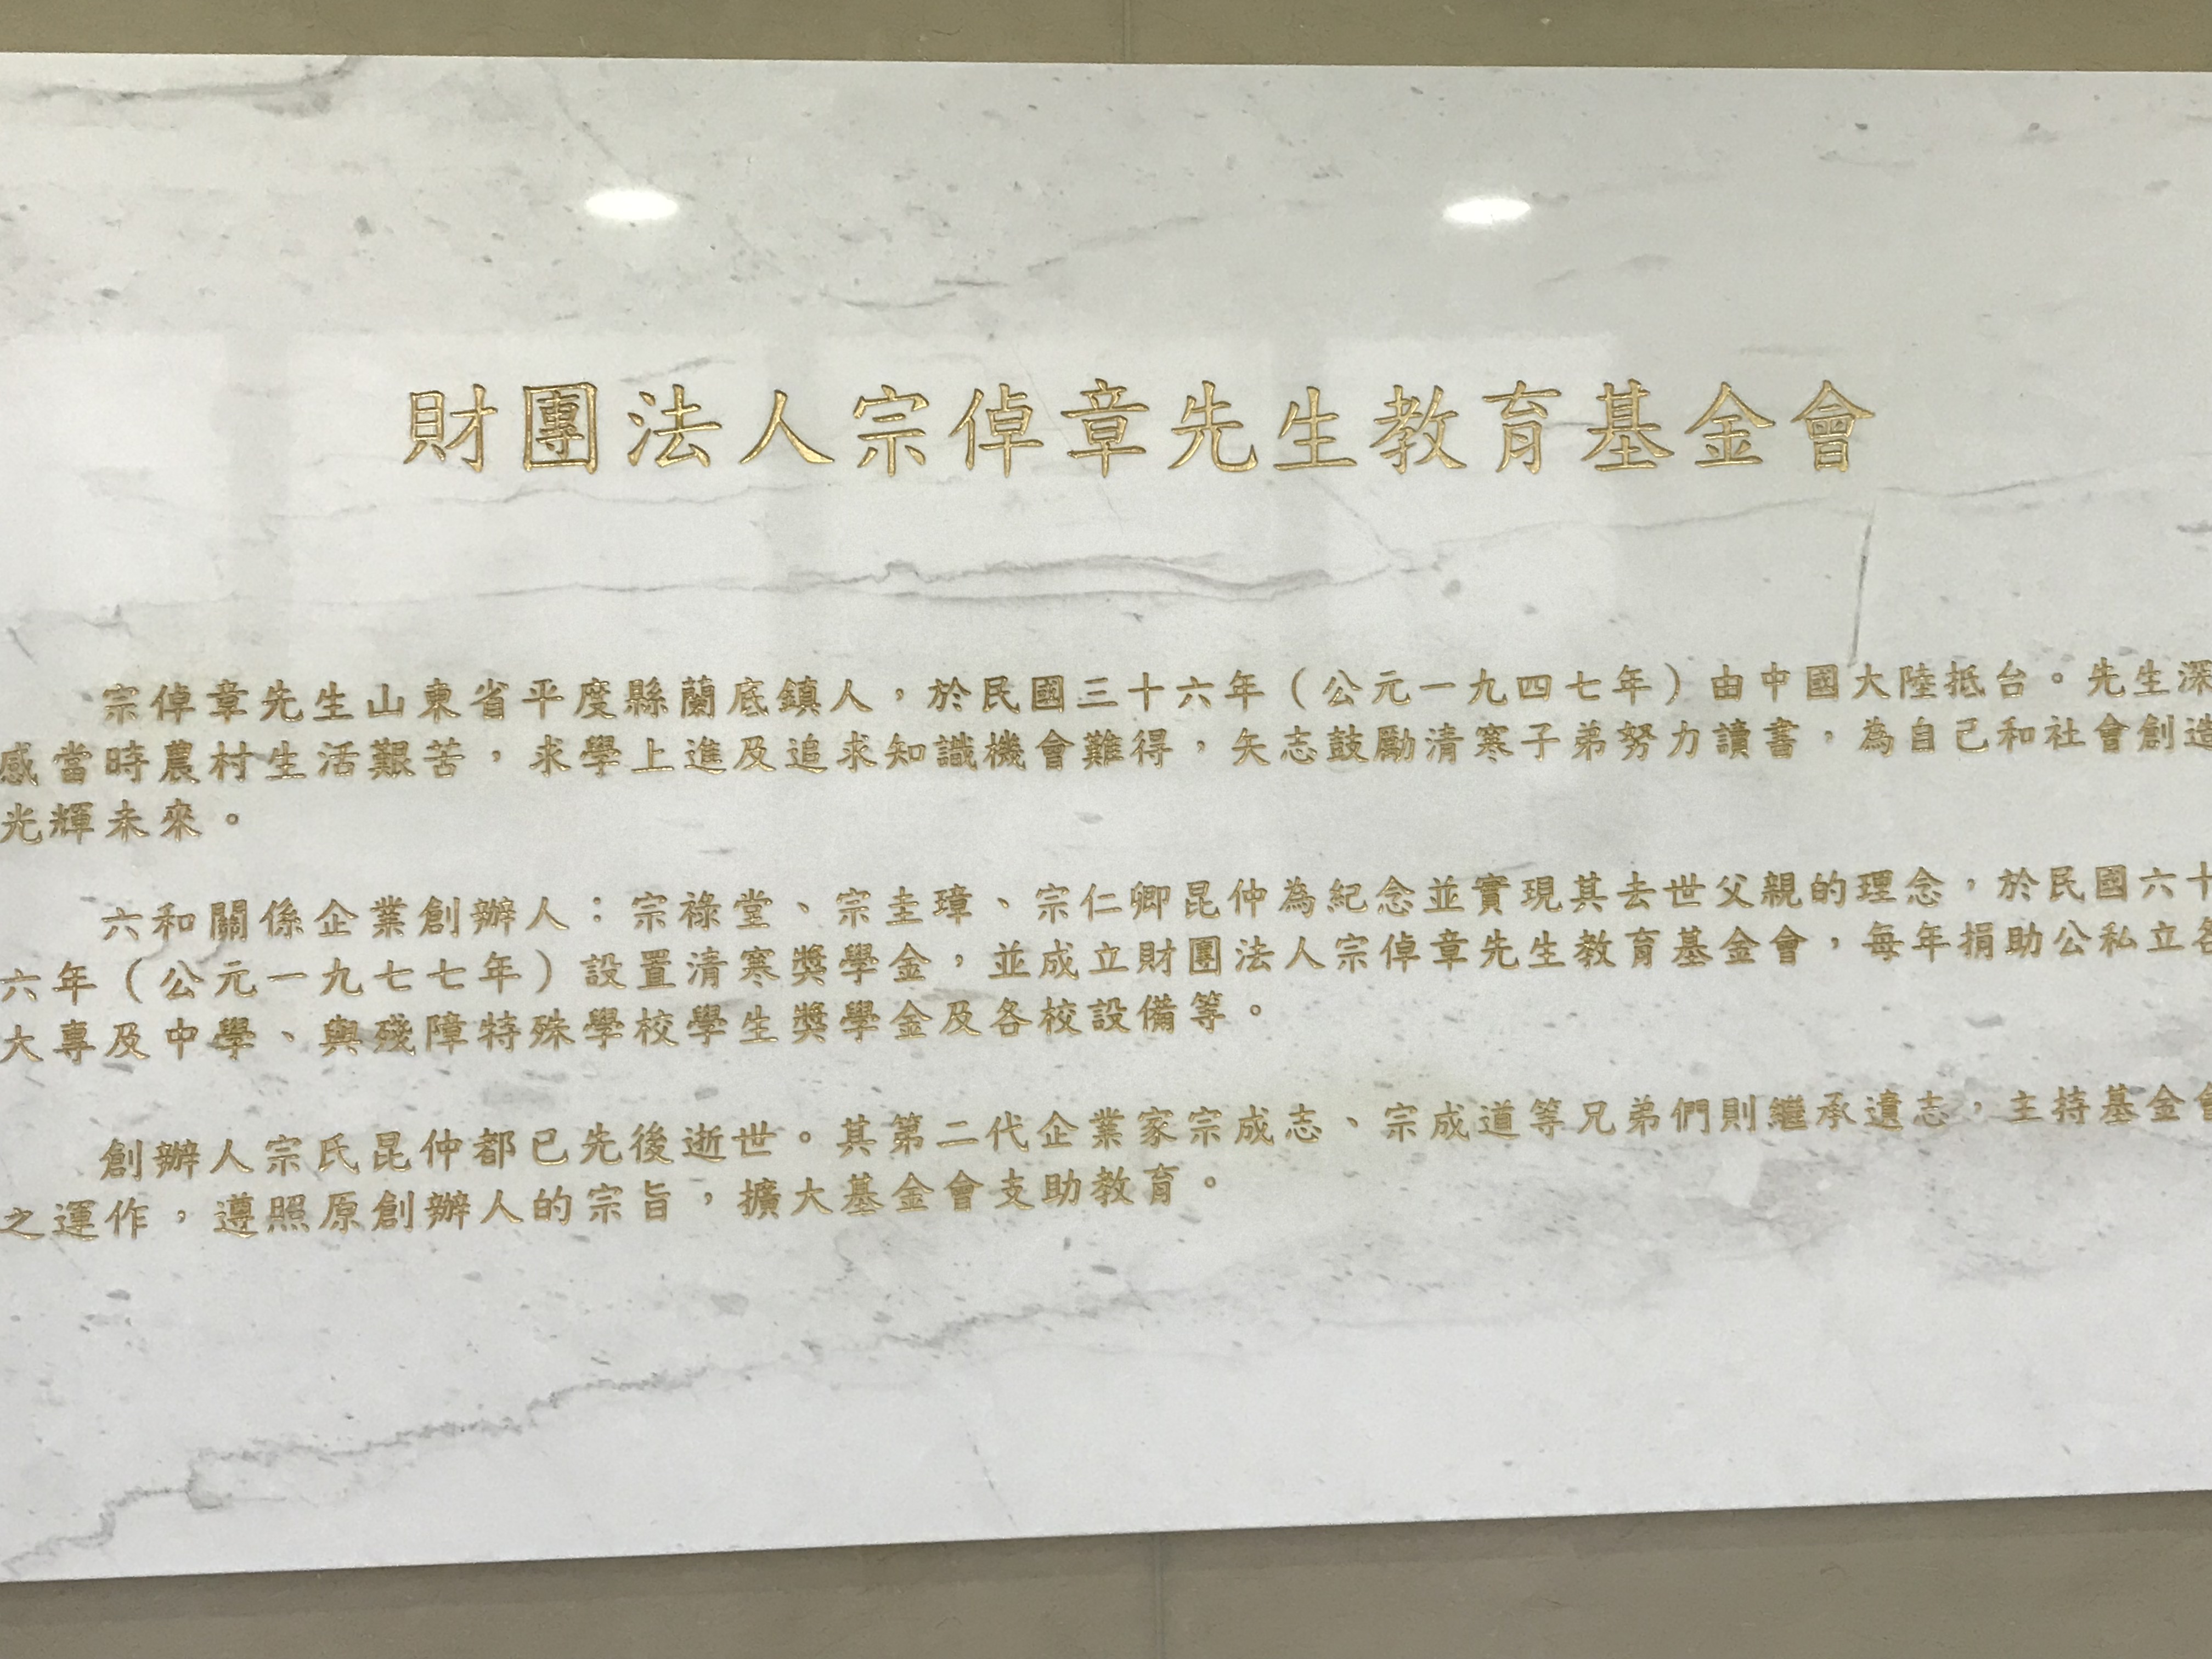 財團法人宗倬章先生教育基金會
宗倬章先生山東省平度縣蘭底鎮人，於民國三十六年（公元一九四七年）由中國大陸抵台。先生深
感當時農村生活艱苦，求學上進及追求知識機會難得，矢志鼓勵清寒子弟努力讀書，為自己和社會創造
光輝未來。
六和關係企業創辦人：宗祿堂、宗圭璋、宗仁卿昆仲為紀念並實現其去世父親的理念，於民國六十
六年（公元一九七七年）設置清寒獎學金，並成立財團法人宗倬章先生教育基金會，每年捐助公私立各
大專及中學、與殘障特殊學校學生獎學金及各校設備等。
創辦人宗氏昆仲都已先後逝世。其第二代企業家宗成志、宗成道等兄弟們則繼承遺志，主持基金會
之運作，遵照原創辦人的宗旨，擴大基金會支助教育。